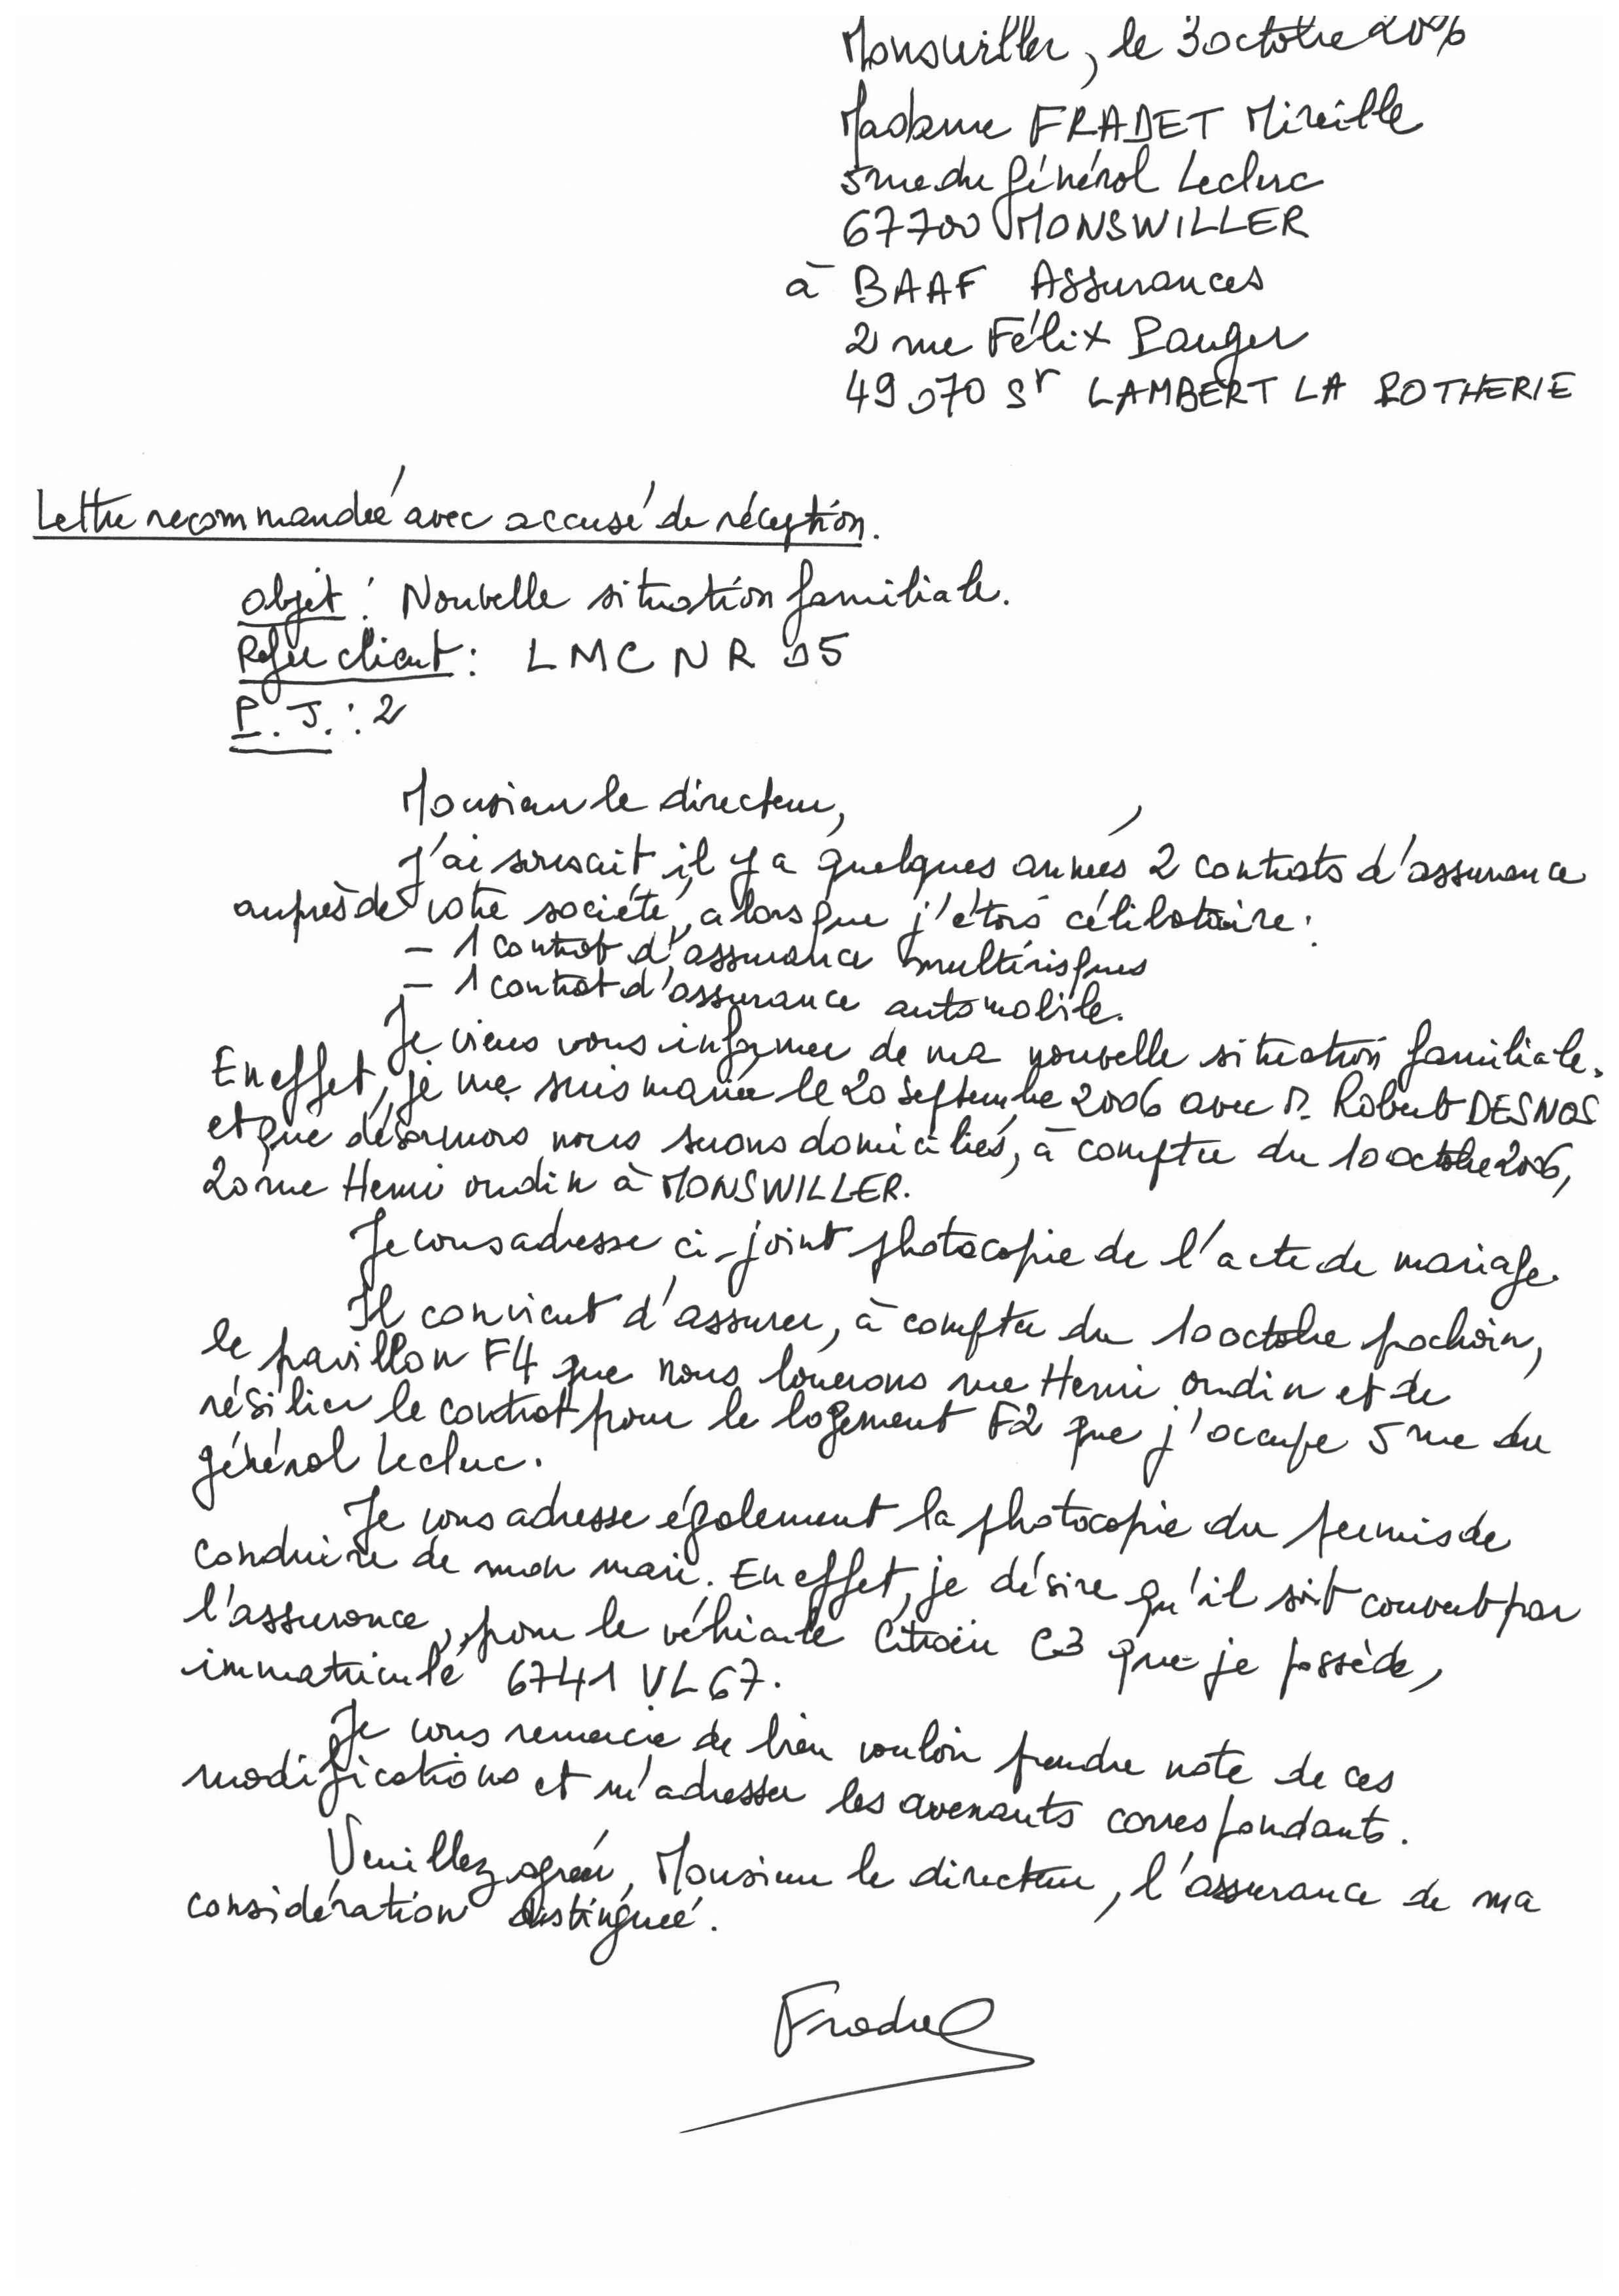 Monswiller, le 3 octobre 2006
Madame FRADET Mireille
5 rue du général Leclerc
67700 MONSWILLER
à BAAF Assurances
2 rue Félix Pauger
49070 St LAMBERT LA POTHERIE
Lettre recommandée avec accusé de réception.
Objet : Nouvelle situation familiale.
Réfce client : LMCNR 05
P.J. : 2
Monsieur le directeur,
J'ai souscrit il y a quelques années 2 contrats d'assurance
auprès de votre société, alors que j'étais célibataire :
- 1 contrat d'assurance multirisques
- 1 contrat d'assurance automobile.
Je viens vous informer de ma nouvelle situation familiale.
En effet, je me suis mariée le 20 septembre 2006 avec M. Robert DESNOS
et que désormais nous serons domiciliés, à compter du 10 octobre 2006,
20 rue Henri oudin à MONSWILLER.
Je vous adresse ci-joint photocopie de l'acte de mariage.
Il convient d'assurer, à compter du 10 octobre prochain,
le pavillon F4 que nous louerons rue Henri oudin et de
résilier le contrat pour le logement F2 que j'occupe 5 rue du
général Leclerc.
Je vous adresse également la photocopie du permis de
conduire de mon mari. En effet, je désire qu'il soit couvert par
l'assurance, pour le véhicule Citroën C3 que je possède,
immatriculé 6741 VL 67.
Je vous remercie de bien vouloir prendre note de ces
modifications et m'adresser les avenants correspondants.
Veuillez agréer, Monsieur le directeur, l'assurance de ma
considération distinguée.
Fradet